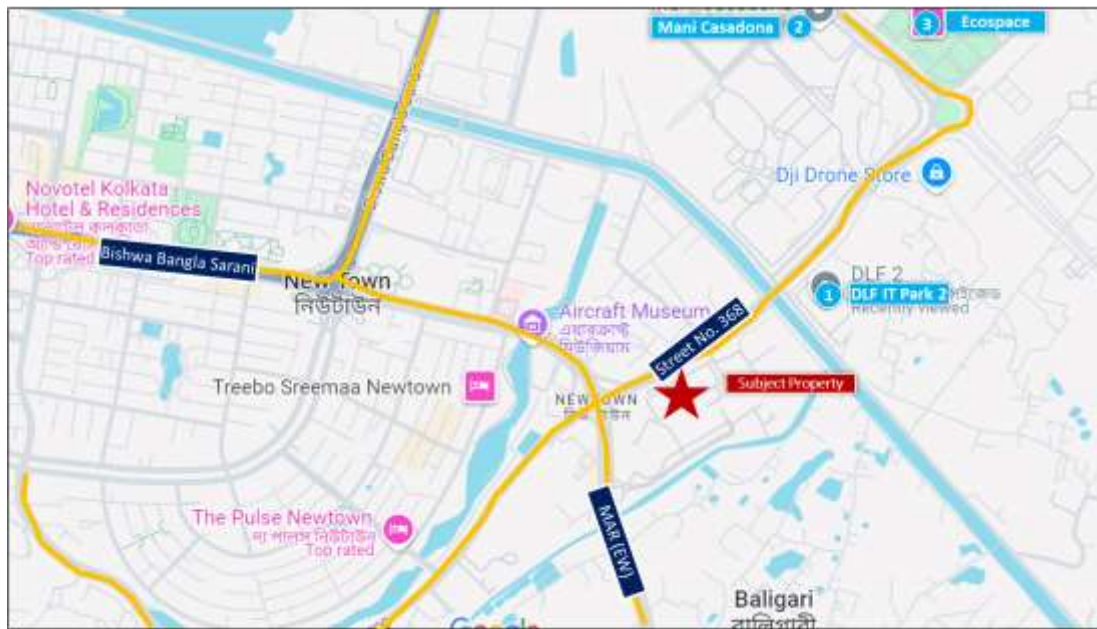 Mani Casadona 2
3 Ecospace
Dji Drone Store
Novotel Kolkata
Hotel & Residences
Top rated
Bishwa Bangla Sarani
New Town
নিউটাউন
DLF 2
1 DLF IT Park 2
Recently viewed
Aircraft Museum
এয়ারক্রাফ্ট
মিউজিয়াম
Street No. 368
Treebo Sreemaa Newtown
Subject Property
NEWTOWN
The Pulse Newtown
দ্য পালস নিউটাউন
Top rated
MAR (EW)
Baligari
বালিগারী
Google